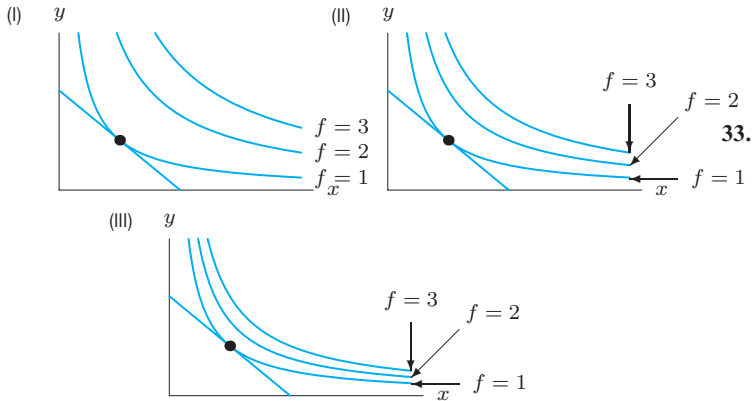 (I)
y
f = 3
f = 2
f = 1
x
(II)
y
f = 3
f = 2
33.
f = 1
x
(III)
y
f = 3
f = 2
f = 1
x